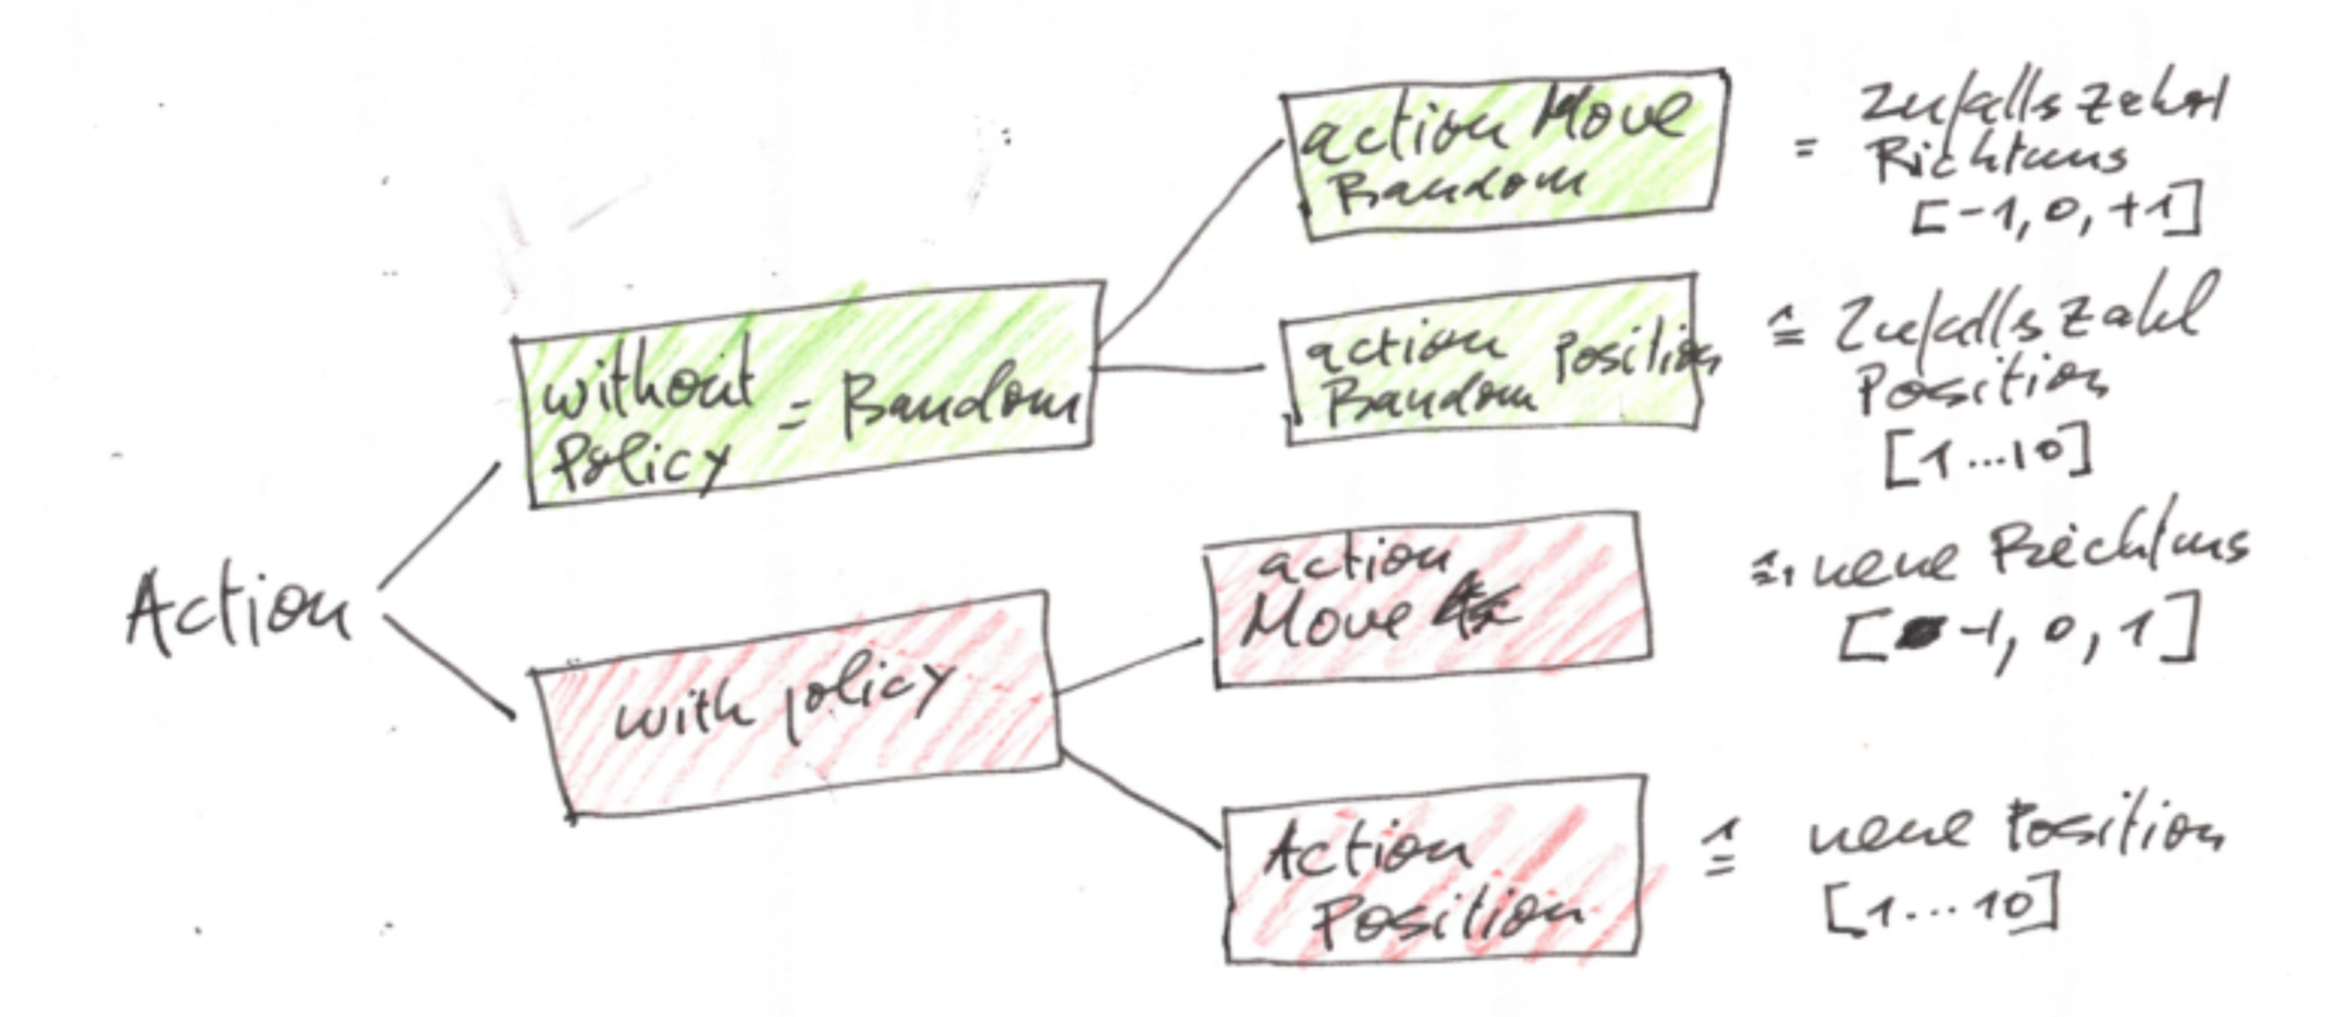 action Move
Random
= Zufallszahl
Richtung
[-1, 0, +1]
without
Policy
= Random
action Position
Random
≙ Zufallszahl
Position
[1...10]
Action
with policy
action
Move
≙ neue Richtung
[-1, 0, 1]
Action
Position
≙ neue Position
[1...10]